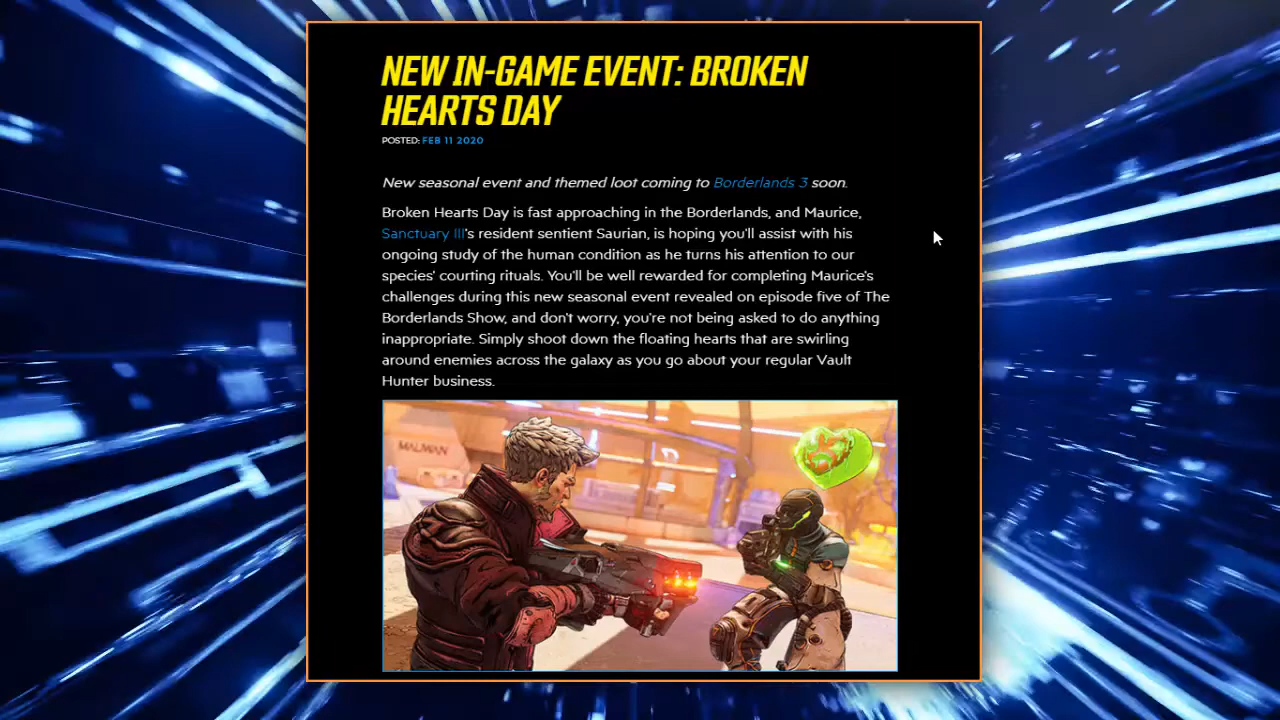 NEW IN-GAME EVENT: BROKEN
HEARTS DAY
POSTED: FEB 11 2020
New seasonal event and themed loot coming to Borderlands 3 soon.
Broken Hearts Day is fast approaching in the Borderlands, and Maurice,
Sanctuary III's resident sentient Saurian, is hoping you'll assist with his
ongoing study of the human condition as he turns his attention to our
species' courting rituals. You'll be well rewarded for completing Maurice's
challenges during this new seasonal event revealed on episode five of The
Borderlands Show, and don't worry, you're not being asked to do anything
inappropriate. Simply shoot down the floating hearts that are swirling
around enemies across the galaxy as you go about your regular Vault
Hunter business.
MALIWAN